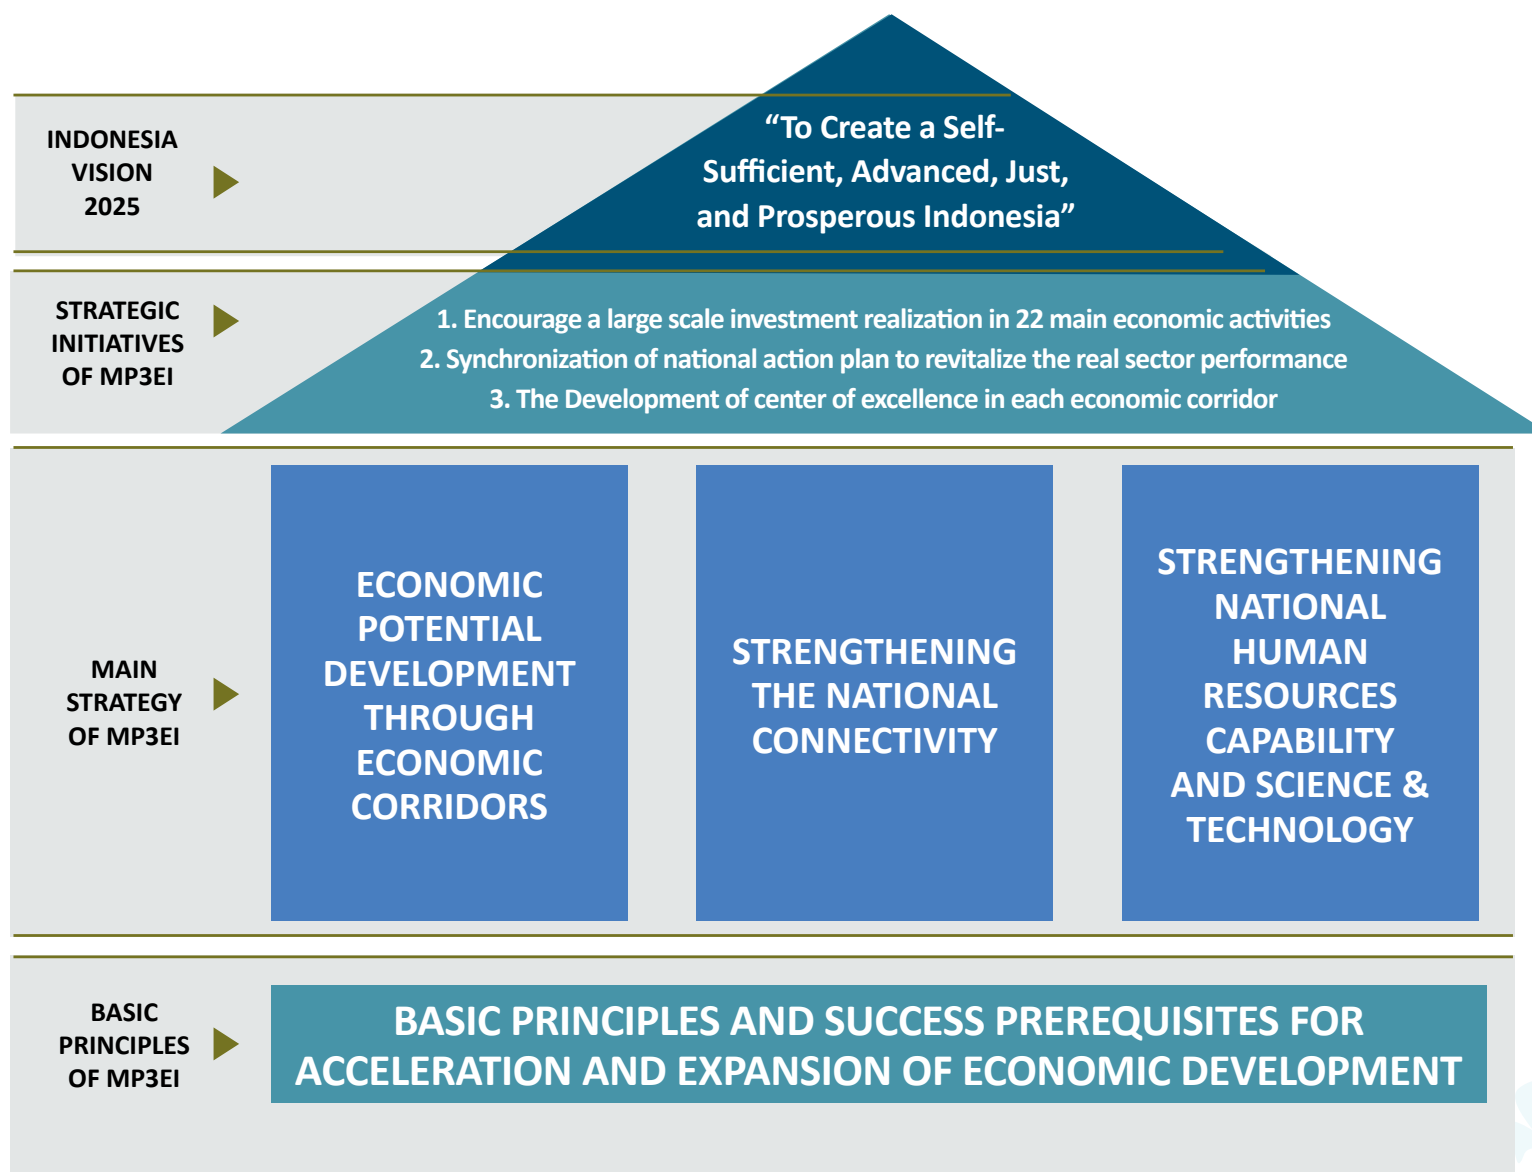 INDONESIA
VISION
2025
“To Create a Self-
Sufficient, Advanced, Just,
and Prosperous Indonesia”
STRATEGIC
INITIATIVES
OF MP3EI
1. Encourage a large scale investment realization in 22 main economic activities
2. Synchronization of national action plan to revitalize the real sector performance
3. The Development of center of excellence in each economic corridor
MAIN
STRATEGY
OF MP3EI
ECONOMIC
POTENTIAL
DEVELOPMENT
THROUGH
ECONOMIC
CORRIDORS
STRENGTHENING
THE NATIONAL
CONNECTIVITY
STRENGTHENING
NATIONAL
HUMAN
RESOURCES
CAPABILITY
AND SCIENCE &
TECHNOLOGY
BASIC
PRINCIPLES
OF MP3EI
BASIC PRINCIPLES AND SUCCESS PREREQUISITES FOR
ACCELERATION AND EXPANSION OF ECONOMIC DEVELOPMENT